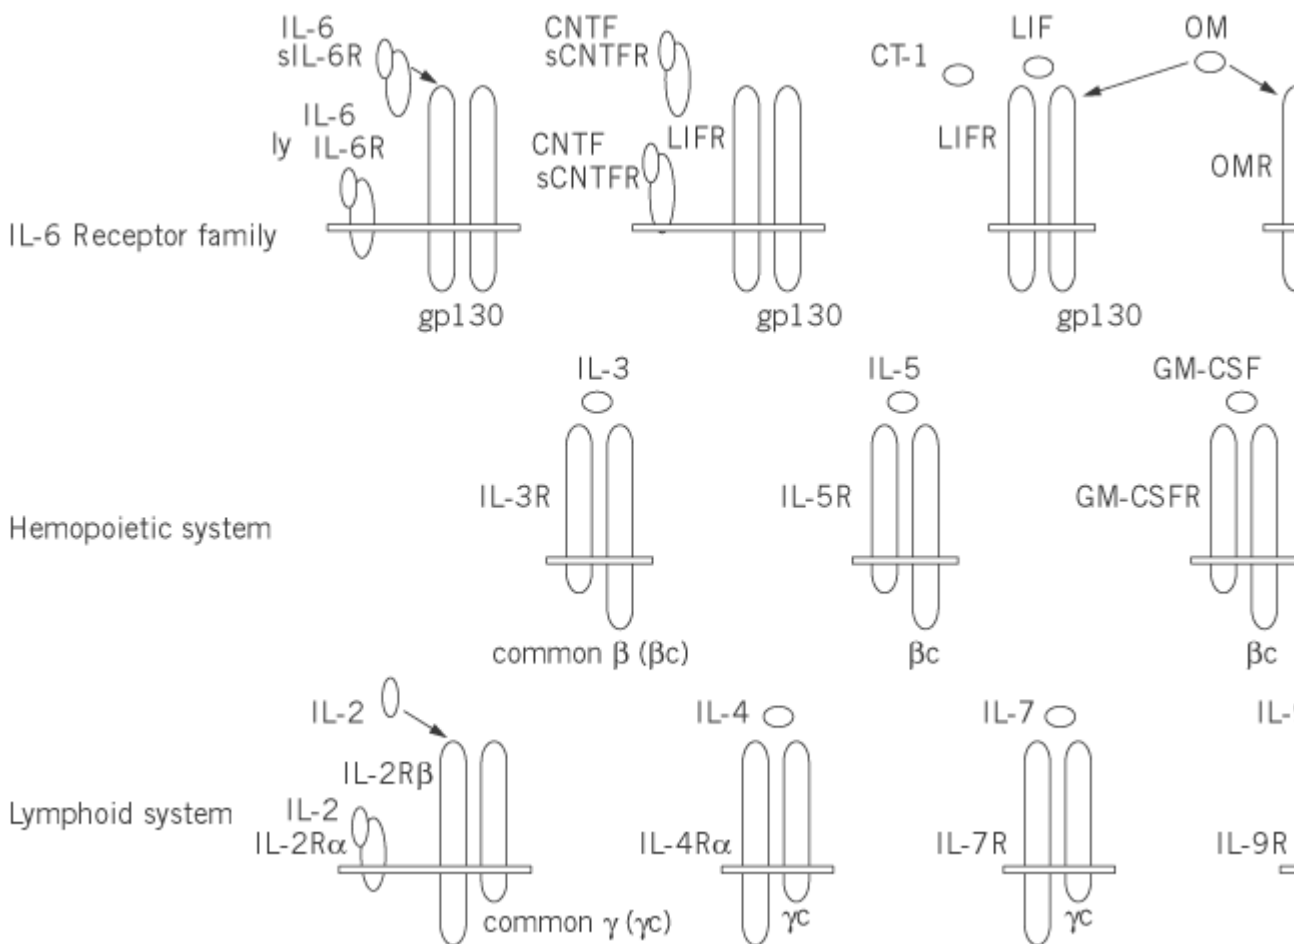 IL-6
sIL-6R
CNTF
sCNTFR
CT-1
LIF
OM
IL-6
ly IL-6R
CNTF
sCNTFR
LIFR
LIFR
OMR
IL-6 Receptor family
gp130
gp130
gp130
IL-3
IL-5
GM-CSF
IL-3R
IL-5R
GM-CSFR
Hemopoietic system
common β (βc)
βc
βc
IL-2
IL-4
IL-7
IL-2Rβ
Lymphoid system
IL-2
IL-2Rα
IL-4Rα
IL-7R
IL-9R
common γ (γc)
γc
γc